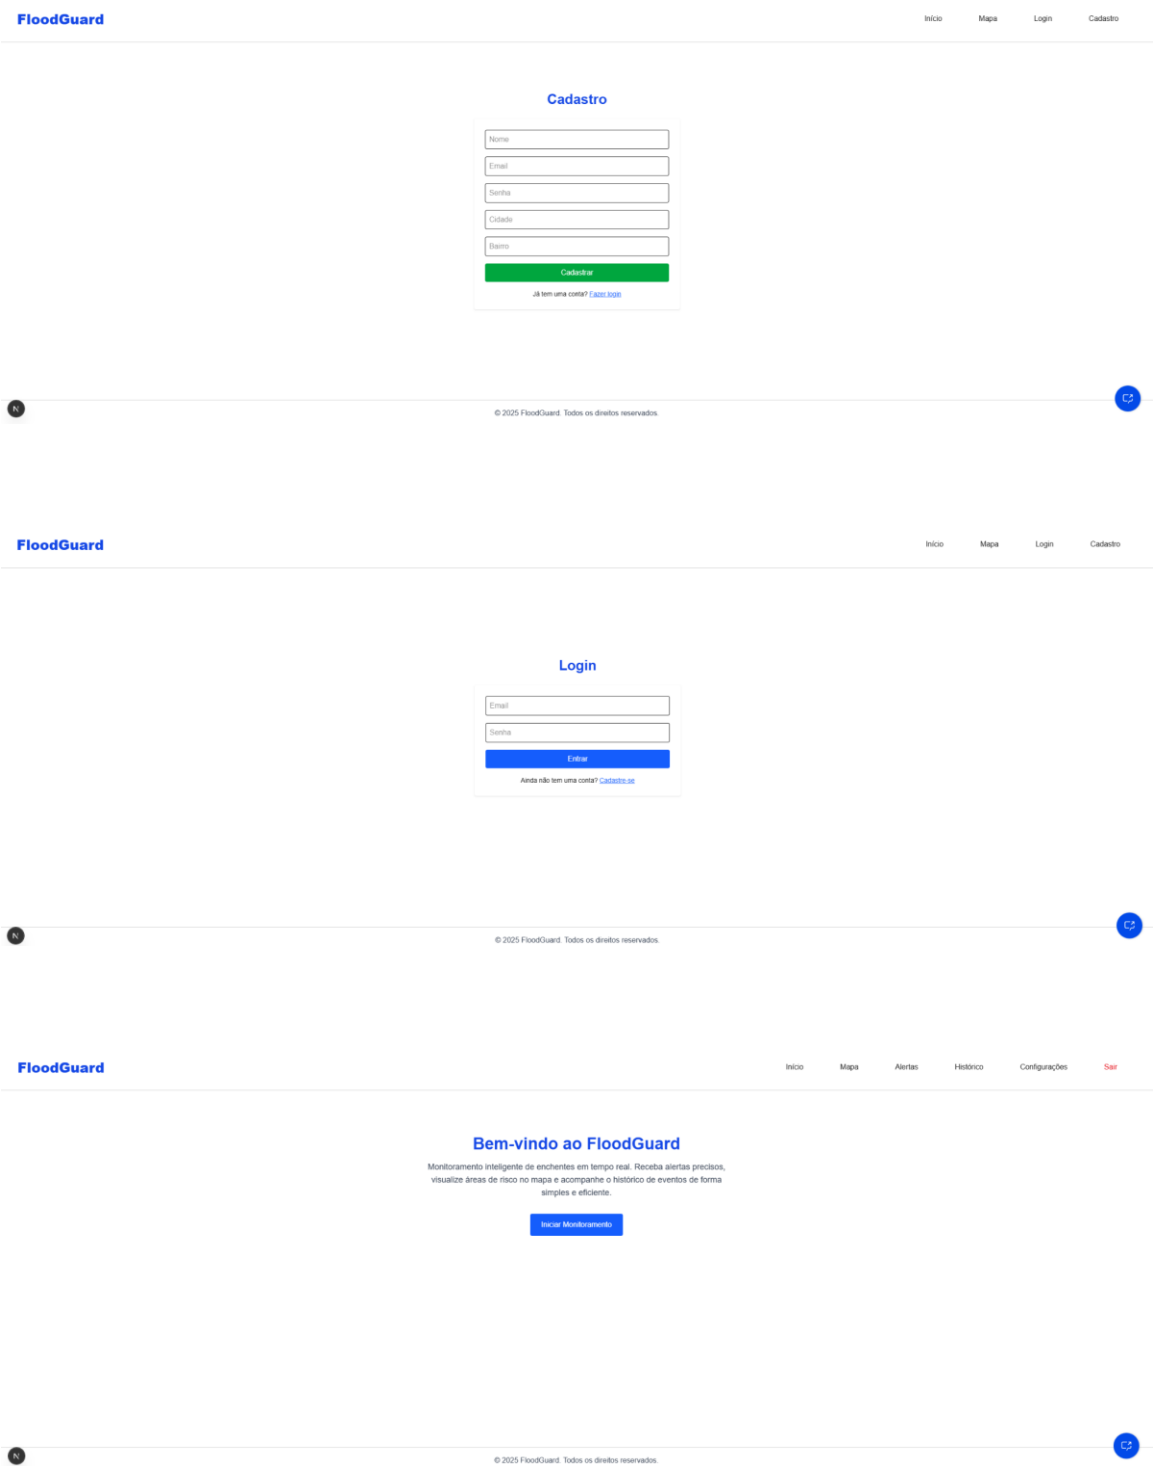 FloodGuard
Início Mapa Login Cadastro
Cadastro
Nome
Email
Senha
Cidade
Bairro
Cadastrar
Já tem uma conta? Fazer login
N
© 2025 FloodGuard. Todos os direitos reservados.
FloodGuard
Início Mapa Login Cadastro
Login
Email
Senha
Entrar
Ainda não tem uma conta? Cadastre-se
N
© 2025 FloodGuard. Todos os direitos reservados.
FloodGuard
Início Mapa Alertas Histórico Configurações Sair
Bem-vindo ao FloodGuard
Monitoramento inteligente de enchentes em tempo real. Receba alertas precisos,
visualize áreas de risco no mapa e acompanhe o histórico de eventos de forma
simples e eficiente.
Iniciar Monitoramento
N
© 2025 FloodGuard. Todos os direitos reservados.